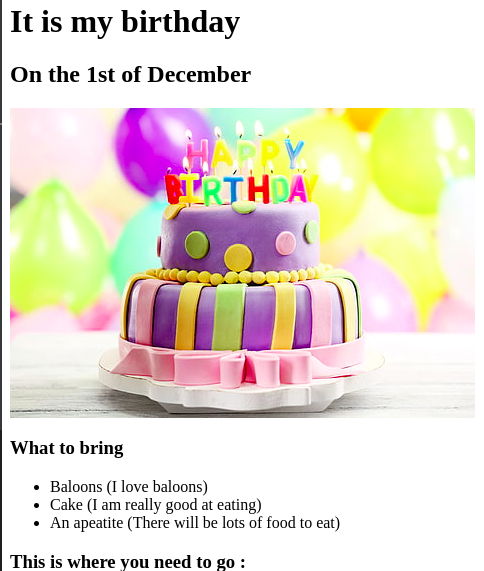 It is my birthday
On the 1st of December
HAPPY
BIRTHDAY
What to bring
Baloons (I love baloons)
Cake (I am really good at eating)
An apeatite (There will be lots of food to eat)
This is where you need to go :